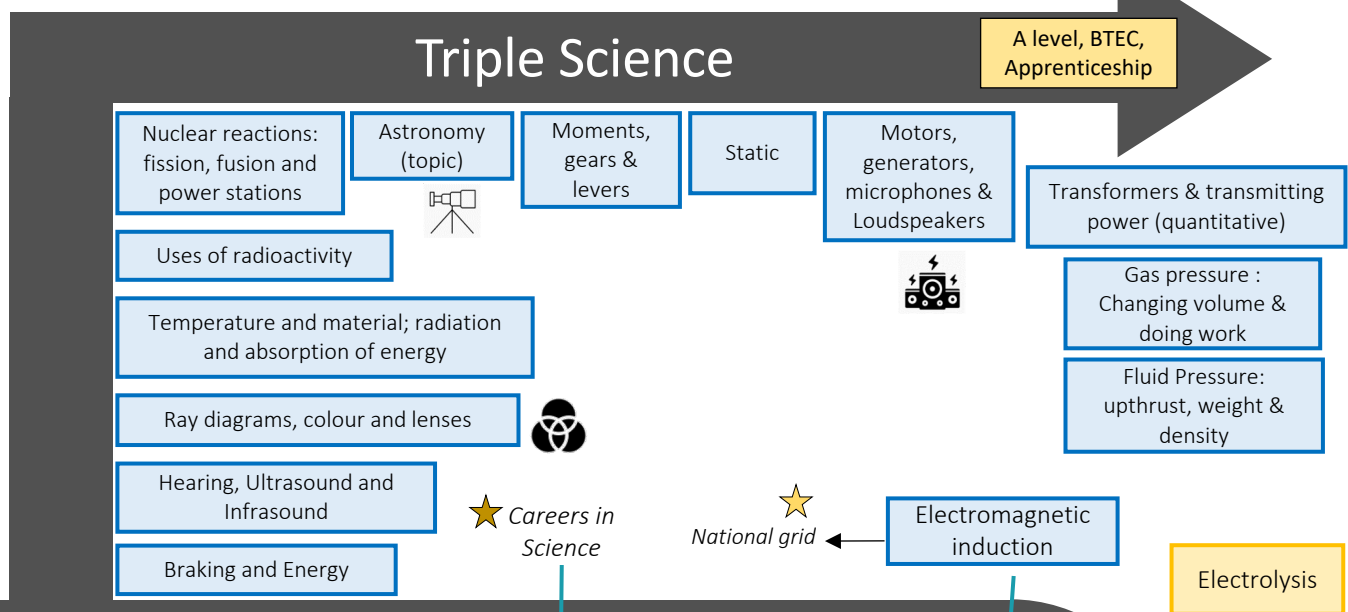 Triple Science
A level, BTEC,
Apprenticeship
Nuclear reactions:
fission, fusion and
power stations
Astronomy
(topic)
Moments,
gears &
levers
Static
Motors,
generators,
microphones &
Loudspeakers
Transformers & transmitting
power (quantitative)
Uses of radioactivity
Gas pressure :
Changing volume &
doing work
Temperature and material; radiation
and absorption of energy
Fluid Pressure:
upthrust, weight &
density
Ray diagrams, colour and lenses
Hearing, Ultrasound and
Infrasound
Careers in
Science
National grid
Electromagnetic
induction
Braking and Energy
Electrolysis